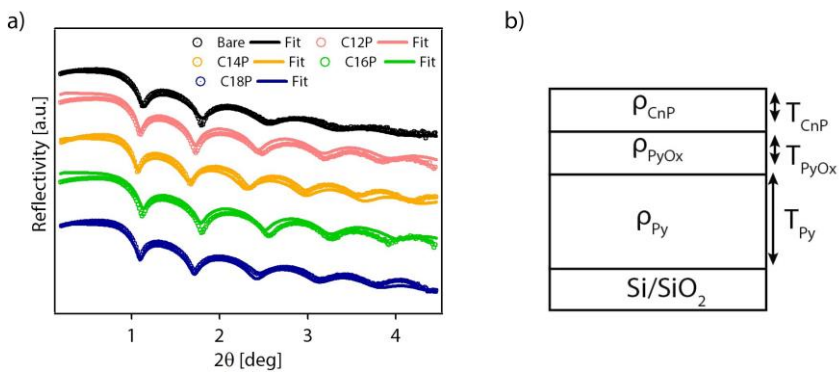 a)
Bare Fit C12P Fit
C14P Fit C16P Fit
C18P Fit
Reflectivity [a.u.]
1 2 3 4
2θ [deg]
b)
ρCnP TCnP
ρPyOx TPyOx
ρPy TPy
Si/SiO2